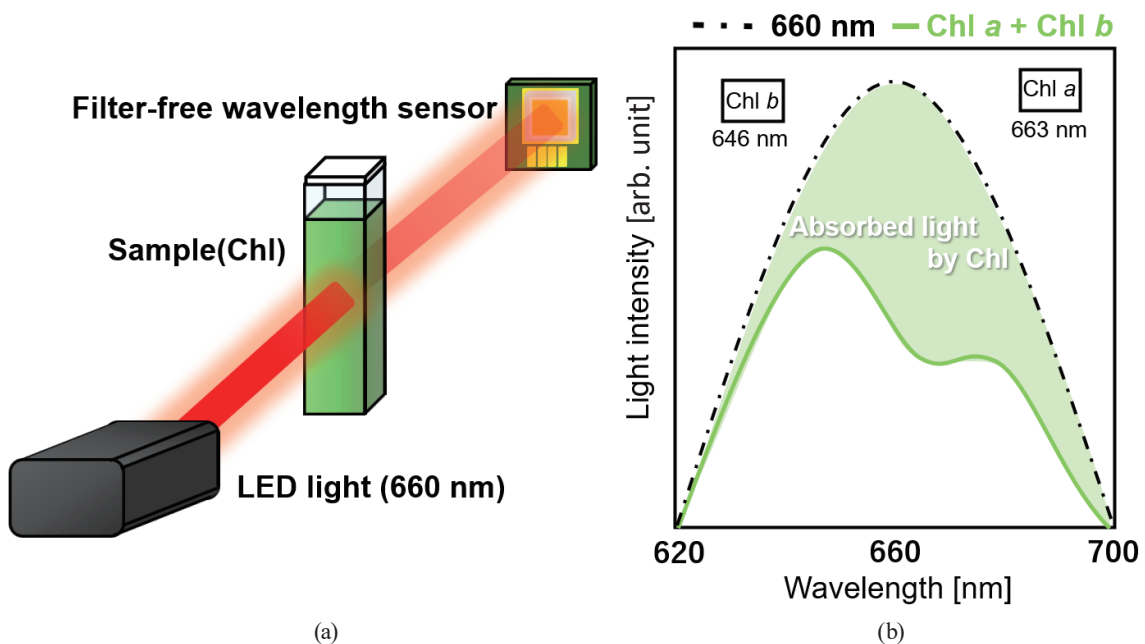 Filter-free wavelength sensor
Sample(Chl)
LED light (660 nm)
(a)
660 nm Chl a + Chl b
Chl b
646 nm
Chl a
663 nm
Absorbed light
by Chl
Light intensity [arb. unit]
620 660 700
Wavelength [nm]
(b)